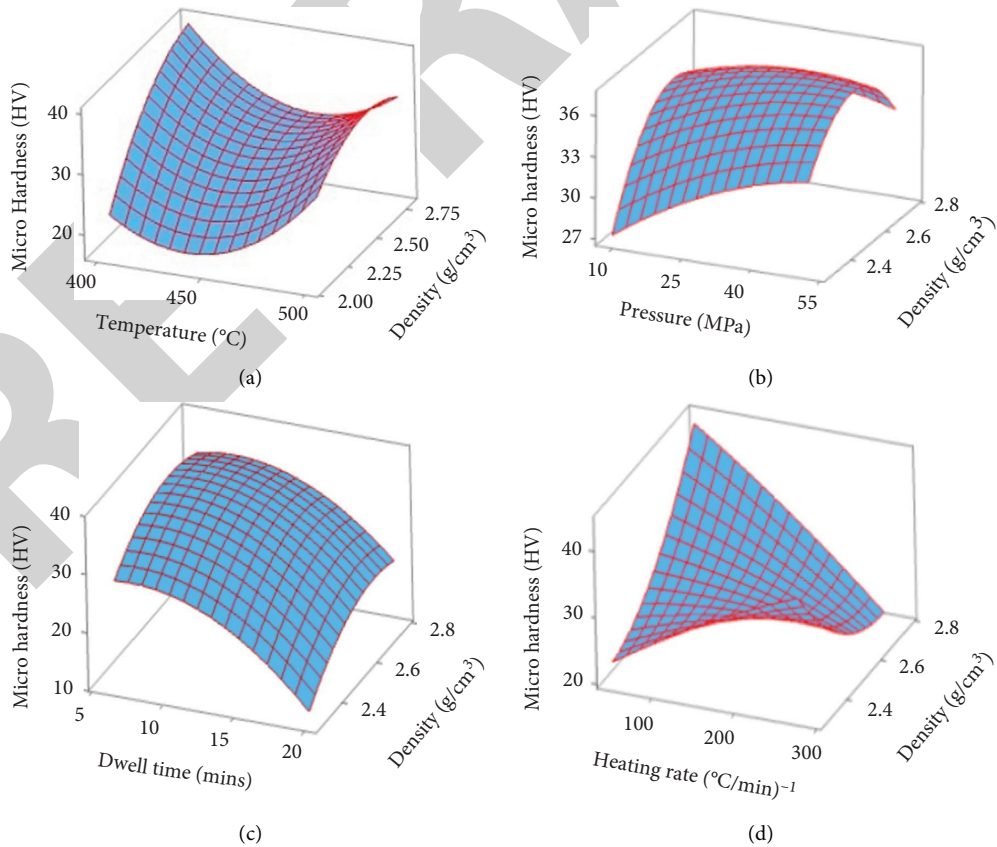 40
30
20
Micro Hardness (HV)
400
450
500
Temperature (°C)
2.75
2.50
2.25
2.00
Density (g/cm³)
(a)
36
33
30
27
Micro hardness (HV)
10
25
40
55
Pressure (MPa)
2.8
2.6
2.4
Density (g/cm³)
(b)
40
30
20
10
Micro hardness (HV)
5
10
15
20
Dwell time (mins)
2.8
2.6
2.4
Density (g/cm³)
(c)
40
30
20
Micro hardness (HV)
100
200
300
Heating rate (°C/min)⁻¹
2.8
2.6
2.4
Density (g/cm³)
(d)